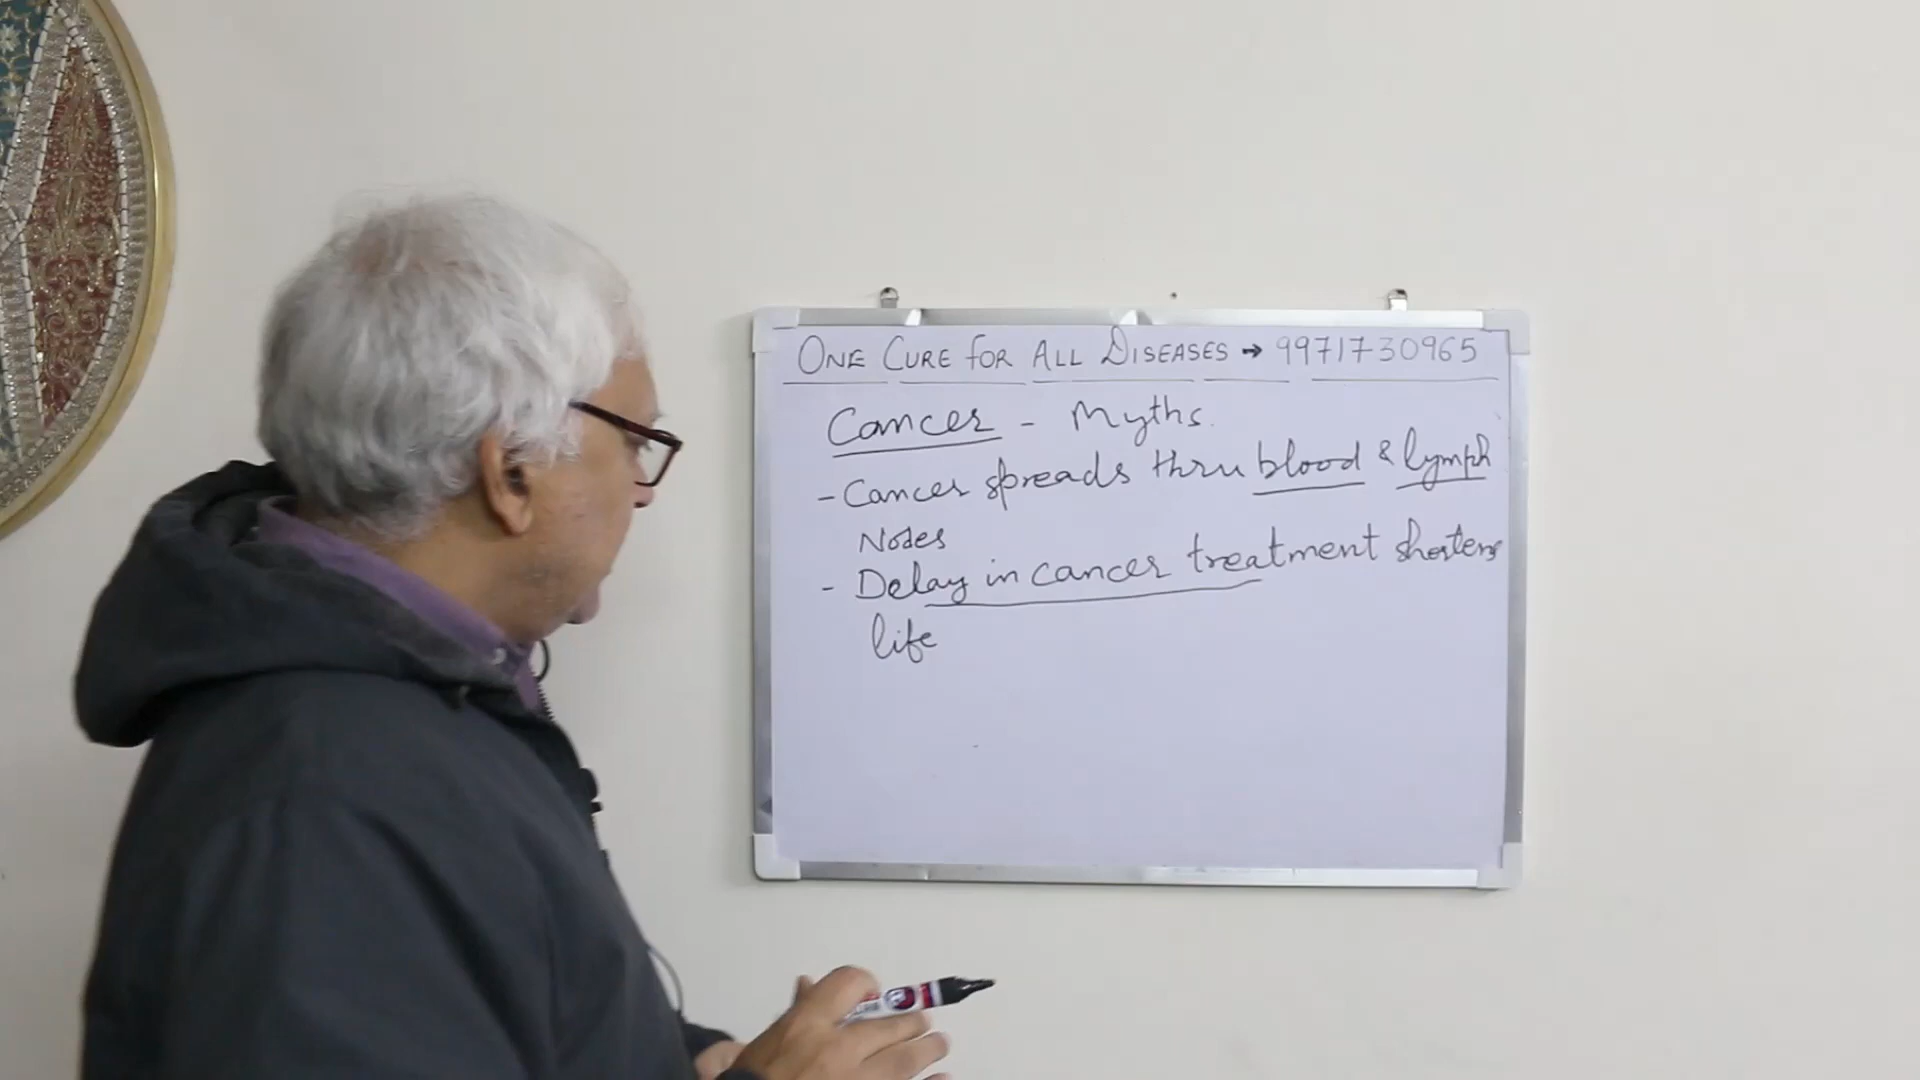 ONE CURE FOR ALL DISEASES → 9971730965
Cancer - Myths.
- Cancer spreads thru blood & lymph
Nodes
- Delay in cancer treatment shortens
life